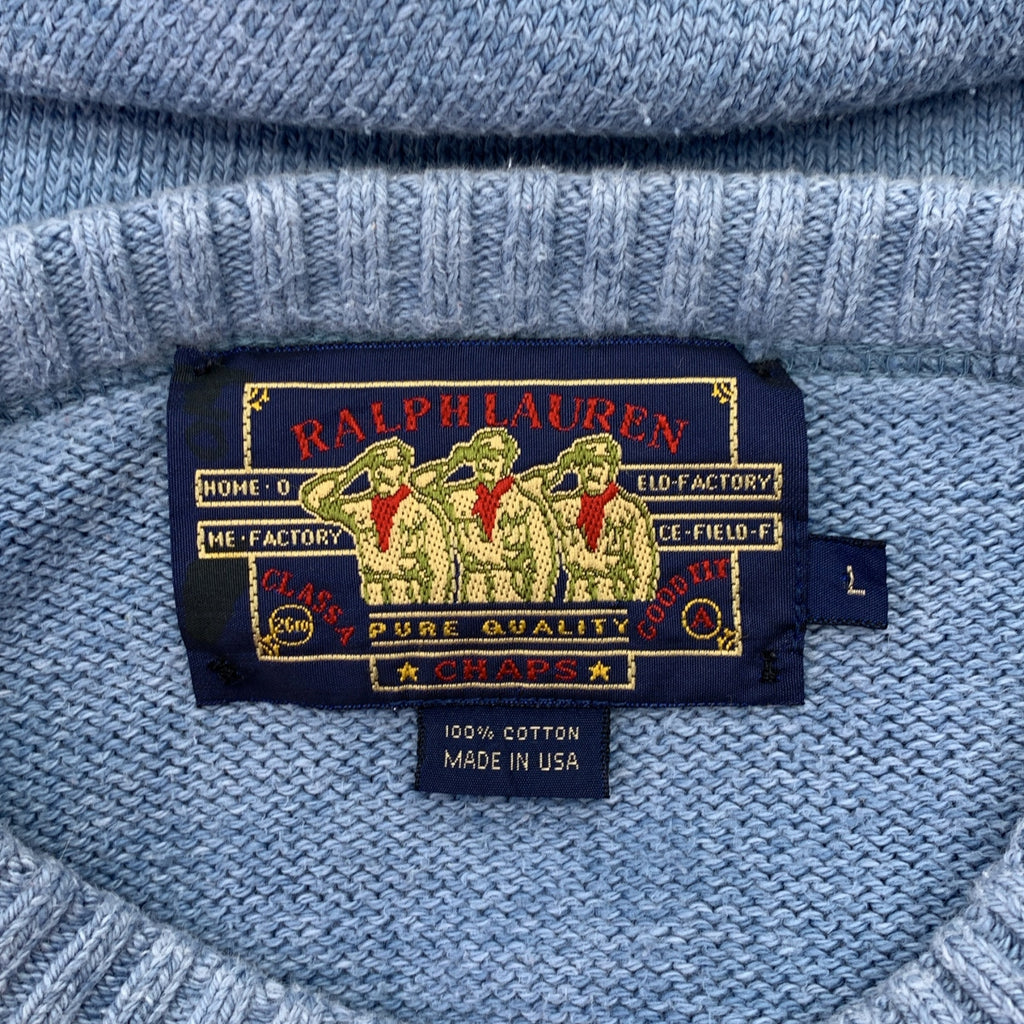 RALPH LAUREN
HOME·O
ELD-FACTORY
ME·FACTORY
CE-FIELD-F
CLASS A
GOOD III
A
PURE QUALITY
★ CHAPS ★
L
100% COTTON
MADE IN USA